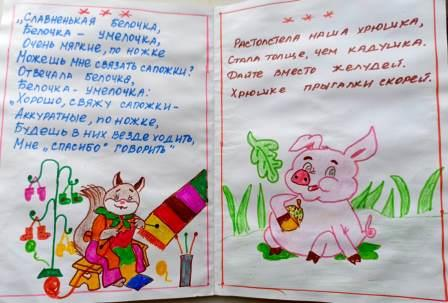 „Славненькая белочка,
Белочка - умелочка,
Очень мягкие, по ножке
Можешь мне связать сапожки?
Отвечала белочка,
Белочка - умелочка:
„Хорошо, свяжу сапожки -
Аккуратные, по ножке,
Будешь в них везде ходить,
Мне „спасибо" говорить"
Растолстела наша хрюшка,
Стала толще, чем кадушка.
Дайте вместо желудей
Хрюшке прыгалки скорей.